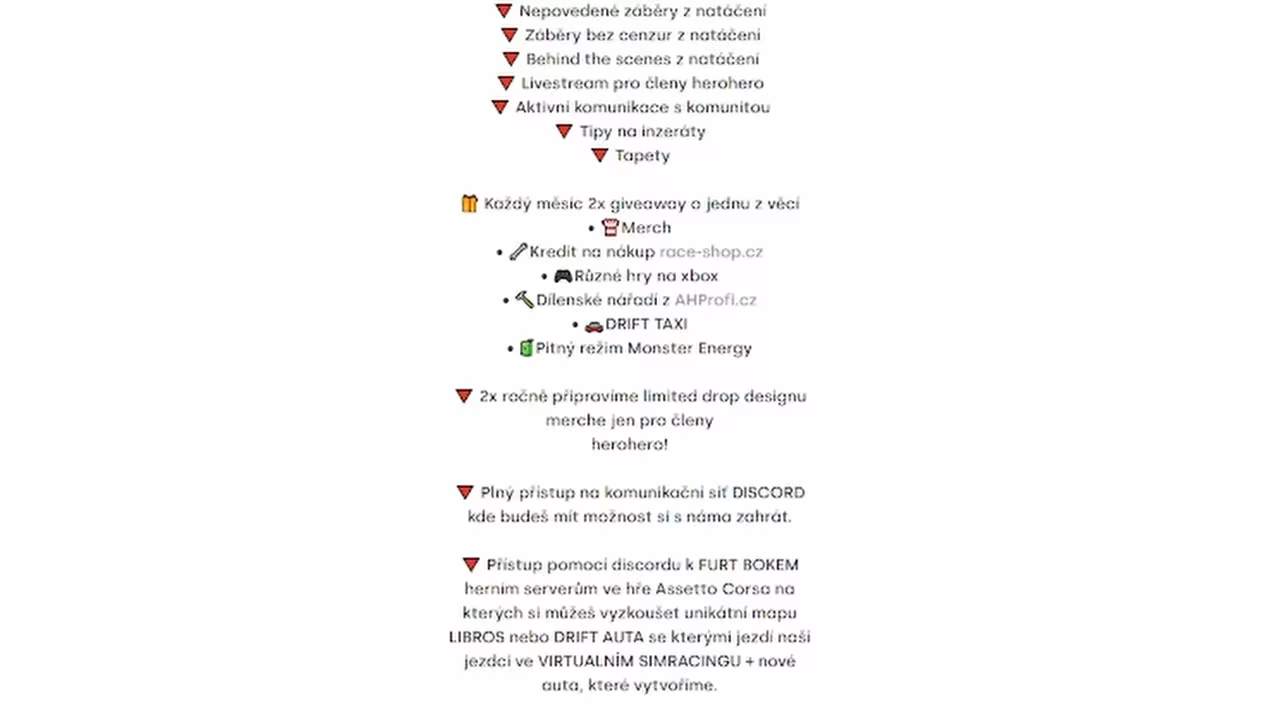 🔻 Nepovedené záběry z natáčení
🔻 Záběry bez cenzur z natáčení
🔻 Behind the scenes z natáčení
🔻 Livestream pro členy herohero
🔻 Aktivní komunikace s komunitou
🔻 Tipy na inzeráty
🔻 Tapety
🎁 Každý měsíc 2x giveaway o jednu z věcí
• Merch
• Kredit na nákup race-shop.cz
• 🎮Různé hry na xbox
• 🔨Dílenské nářadí z AHProfi.cz
• 🚗DRIFT TAXI
• Pitný režim Monster Energy
🔻 2x ročně připravíme limited drop designu
merche jen pro členy
herohero!
🔻 Plný přístup na komunikační síť DISCORD
kde budeš mít možnost si s náma zahrát.
🔻 Přístup pomocí discordu k FURT BOKEM
herním serverům ve hře Assetto Corsa na
kterých si můžeš vyzkoušet unikátní mapu
LIBROS nebo DRIFT AUTA se kterými jezdí naši
jezdci ve VIRTUALNÍM SIMRACINGU + nové
auta, které vytvoříme.